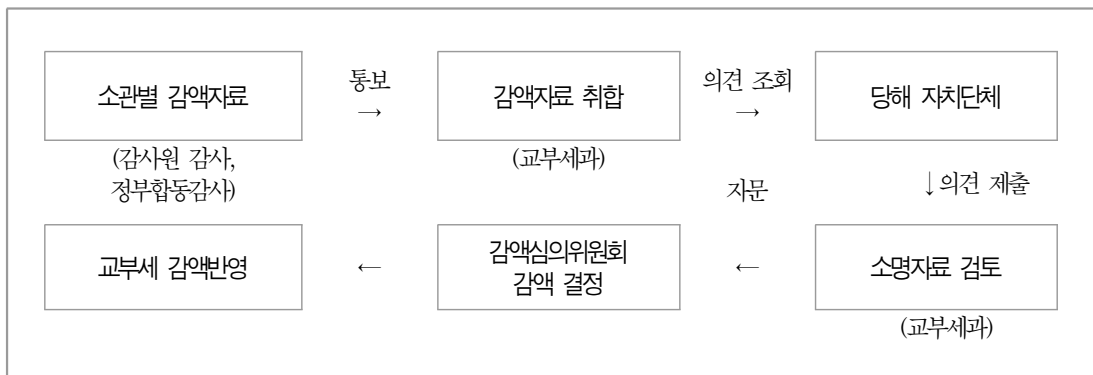 소관별 감액자료
통보
→
감액자료 취합
의견 조회
→
당해 자치단체
(감사원 감사,
정부합동감사)
(교부세과)
↓의견 제출
자문
교부세 감액반영
←
감액심의위원회
감액 결정
←
소명자료 검토
(교부세과)